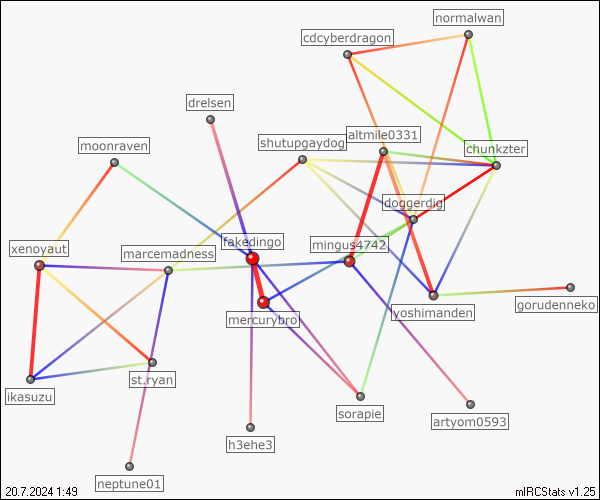 normalwan
cdcyberdragon
drelsen
altmile0331
shutupgaydog
moonraven
chunkzter
doggerdig
fakedingo
mingus4742
xenoyaut
marcemadness
mercurybro
yoshimanden
gorudenneko
st.ryan
ikasuzu
sorapie
artyom0593
h3ehe3
neptune01
20.7.2024 1:49
mIRCStats v1.25